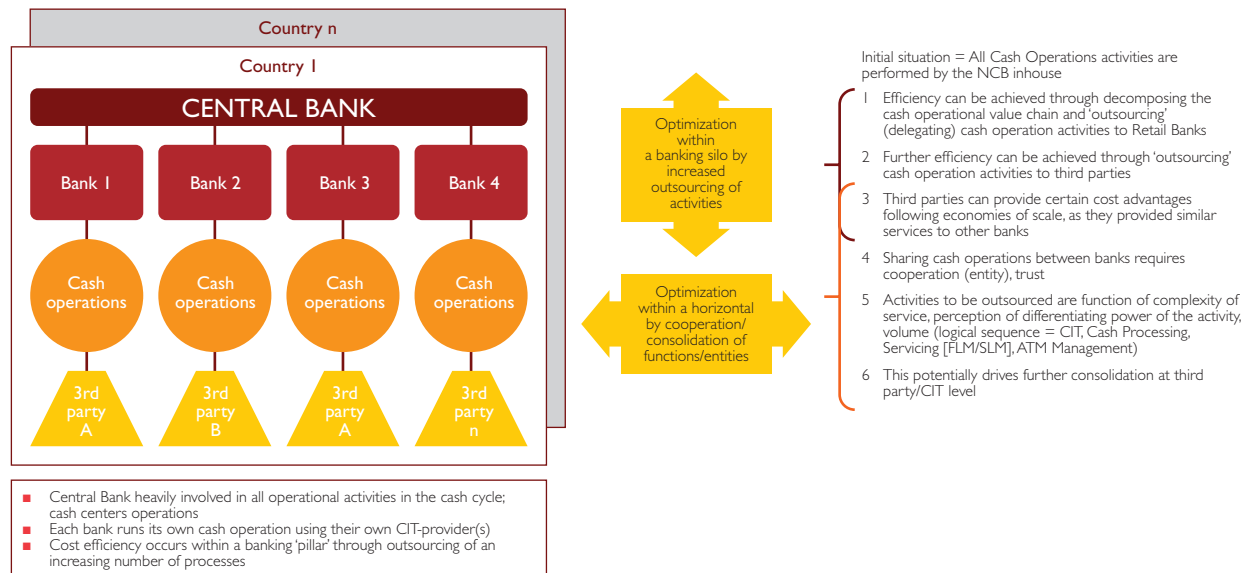 Country n
Country 1
CENTRAL BANK
Bank 1
Bank 2
Bank 3
Bank 4
Cash
operations
Cash
operations
Cash
operations
Cash
operations
3rd
party
A
3rd
party
B
3rd
party
A
3rd
party
n
■ Central Bank heavily involved in all operational activities in the cash cycle;
cash centers operations
■ Each bank runs its own cash operation using their own CIT-provider(s)
■ Cost efficiency occurs within a banking 'pillar' through outsourcing of an
increasing number of processes
Optimization
within
a banking silo by
increased
outsourcing of
activities
Optimization
within a horizontal
by cooperation/
consolidation of
functions/entities
Initial situation = All Cash Operations activities are
performed by the NCB inhouse
1 Efficiency can be achieved through decomposing the
cash operational value chain and 'outsourcing'
(delegating) cash operation activities to Retail Banks
2 Further efficiency can be achieved through 'outsourcing'
cash operation activities to third parties
3 Third parties can provide certain cost advantages
following economies of scale, as they provided similar
services to other banks
4 Sharing cash operations between banks requires
cooperation (entity), trust
5 Activities to be outsourced are function of complexity of
service, perception of differentiating power of the activity,
volume (logical sequence = CIT, Cash Processing,
Servicing [FLM/SLM], ATM Management)
6 This potentially drives further consolidation at third
party/CIT level